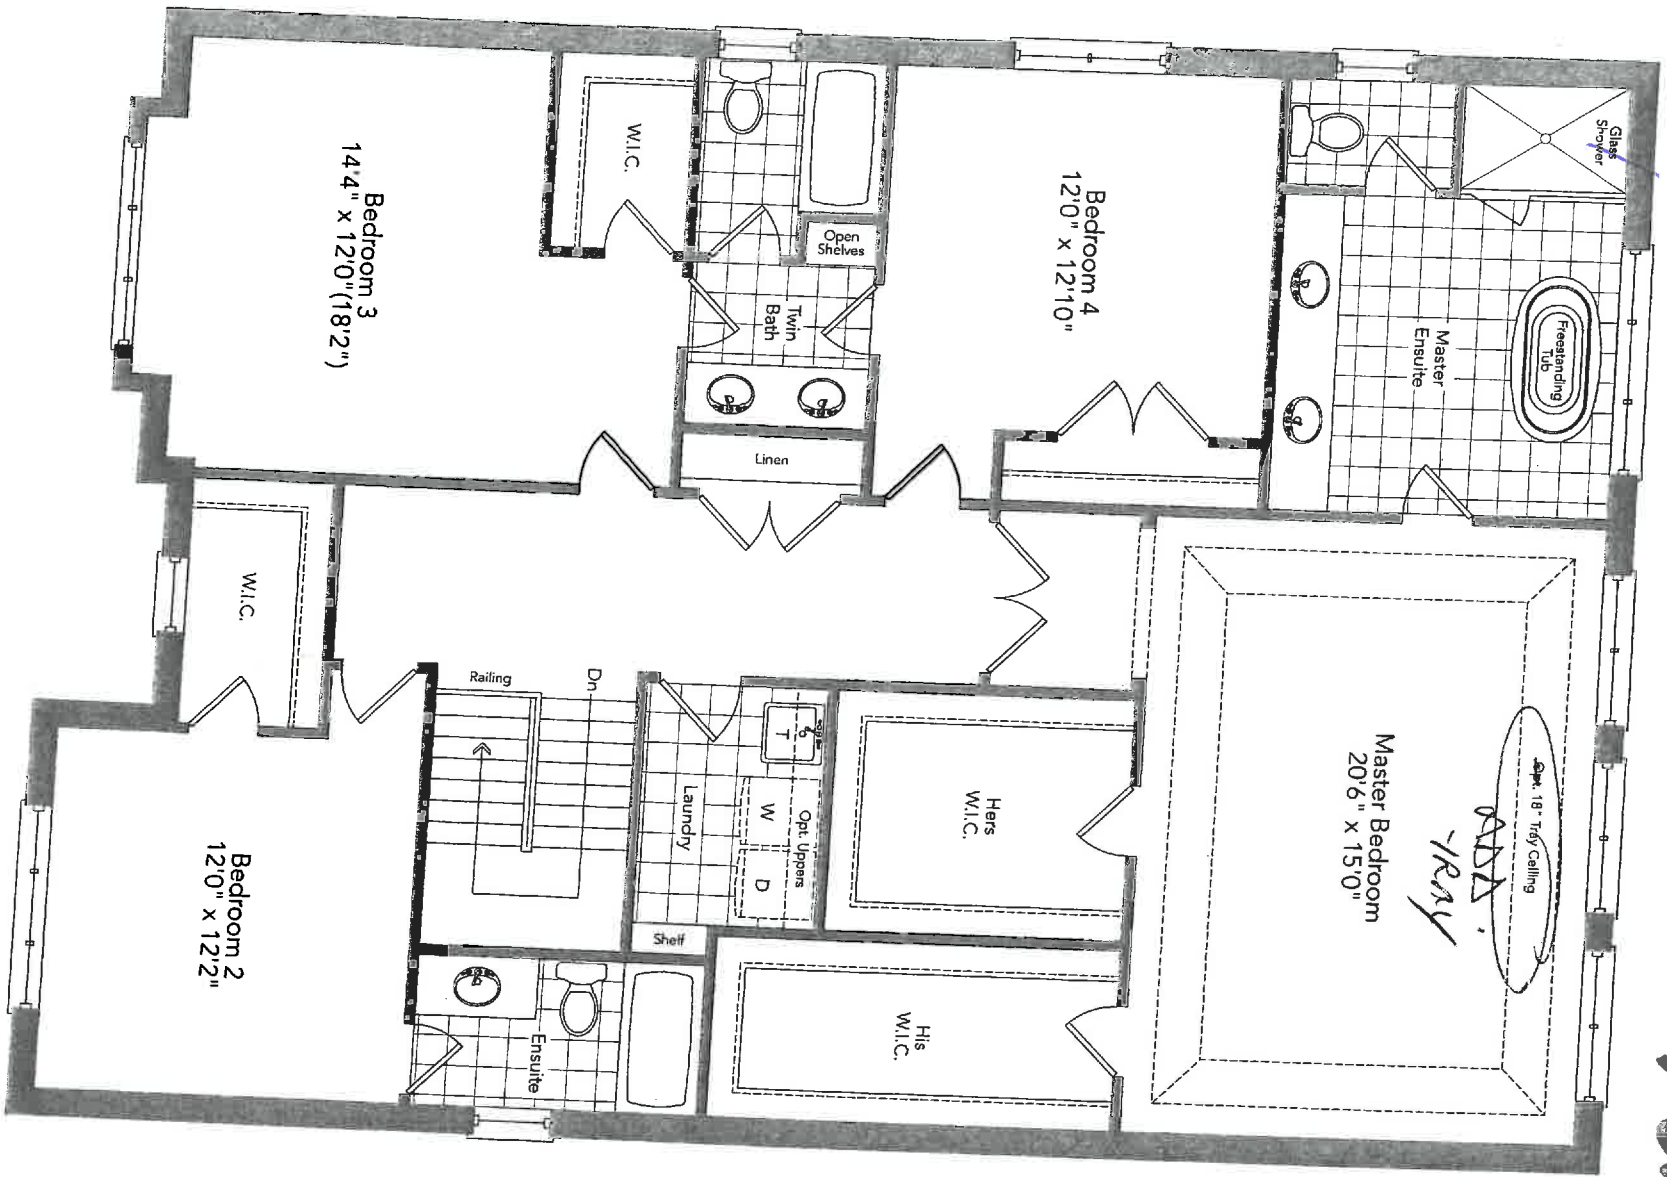 Glass
Shower
Freestanding
Tub
Master
Ensuite
Bedroom 4
12'0" x 12'10"
W.I.C.
Open
Shelves
Twin
Bath
Bedroom 3
14'4" x 12'0"(18'2")
Linen
W.I.C.
Railing
Dn
T
W
D
Opt. Uppers
Laundry
Shelf
Hers
W.I.C.
His
W.I.C.
Opt. 18" Tray Ceiling
ADD
TRAY
Master Bedroom
20'6" x 15'0"
Bedroom 2
12'0" x 12'2"
Ensuite